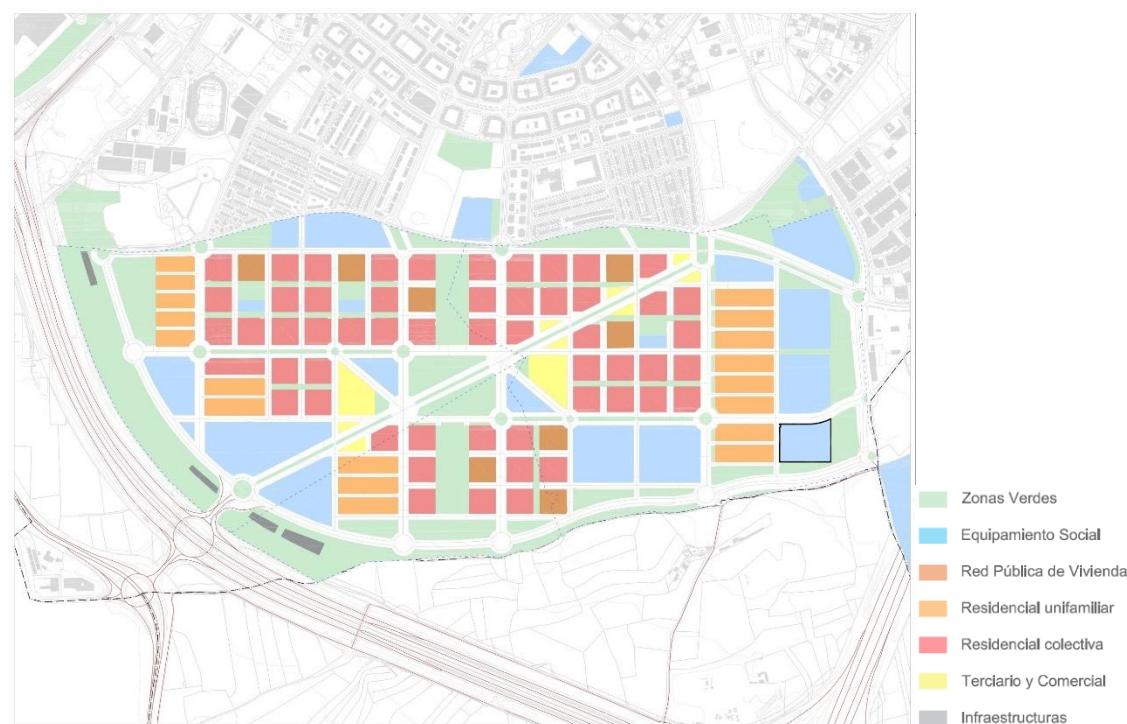 Zonas Verdes
Equipamiento Social
Red Pública de Vivienda
Residencial unifamiliar
Residencial colectiva
Terciario y Comercial
Infraestructuras